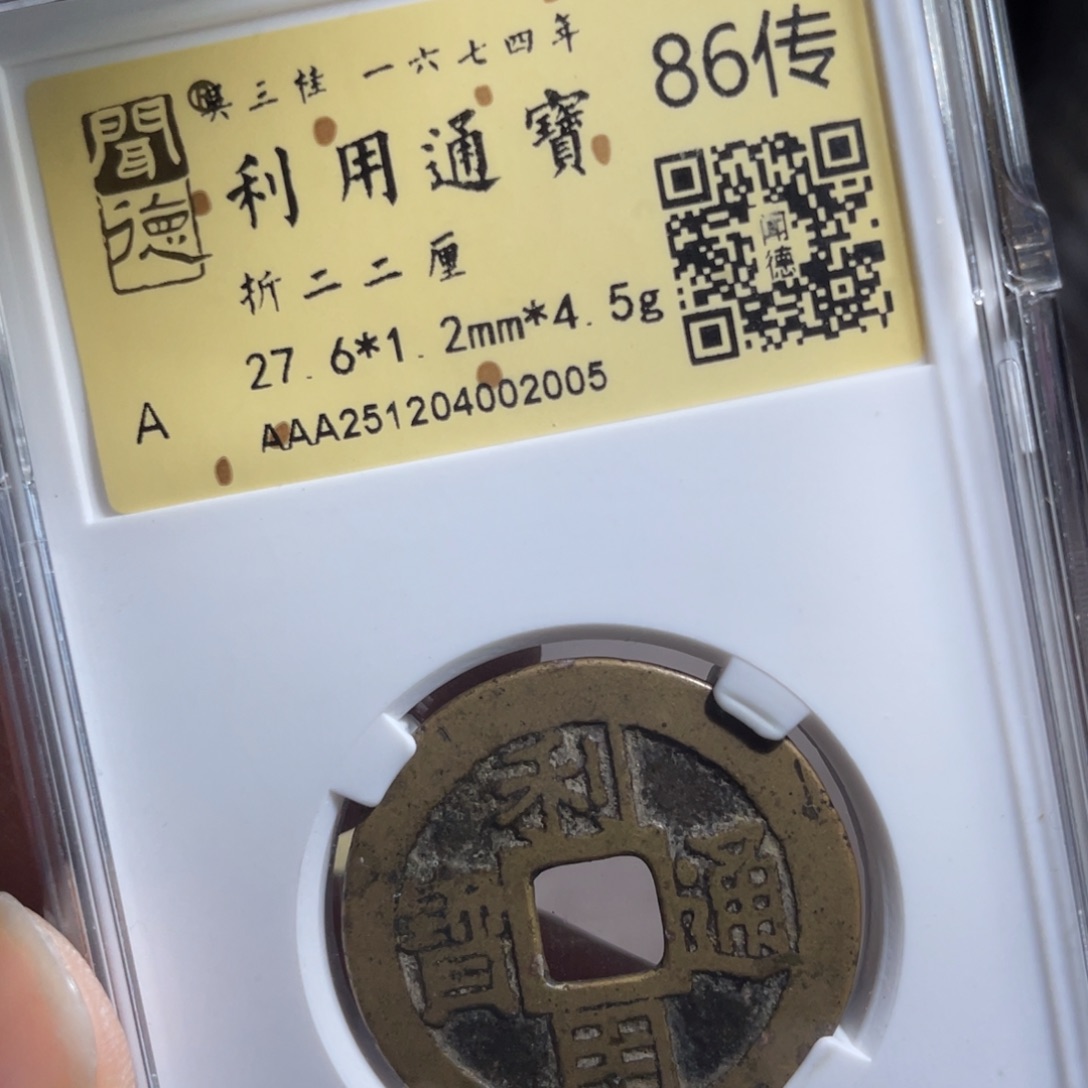 吴三桂 一六七四年
86传
聞德
利用通寶
闻德
折二二厘
27.6*1.2mm*4.5g
A
AAA251204002005
利用通寶